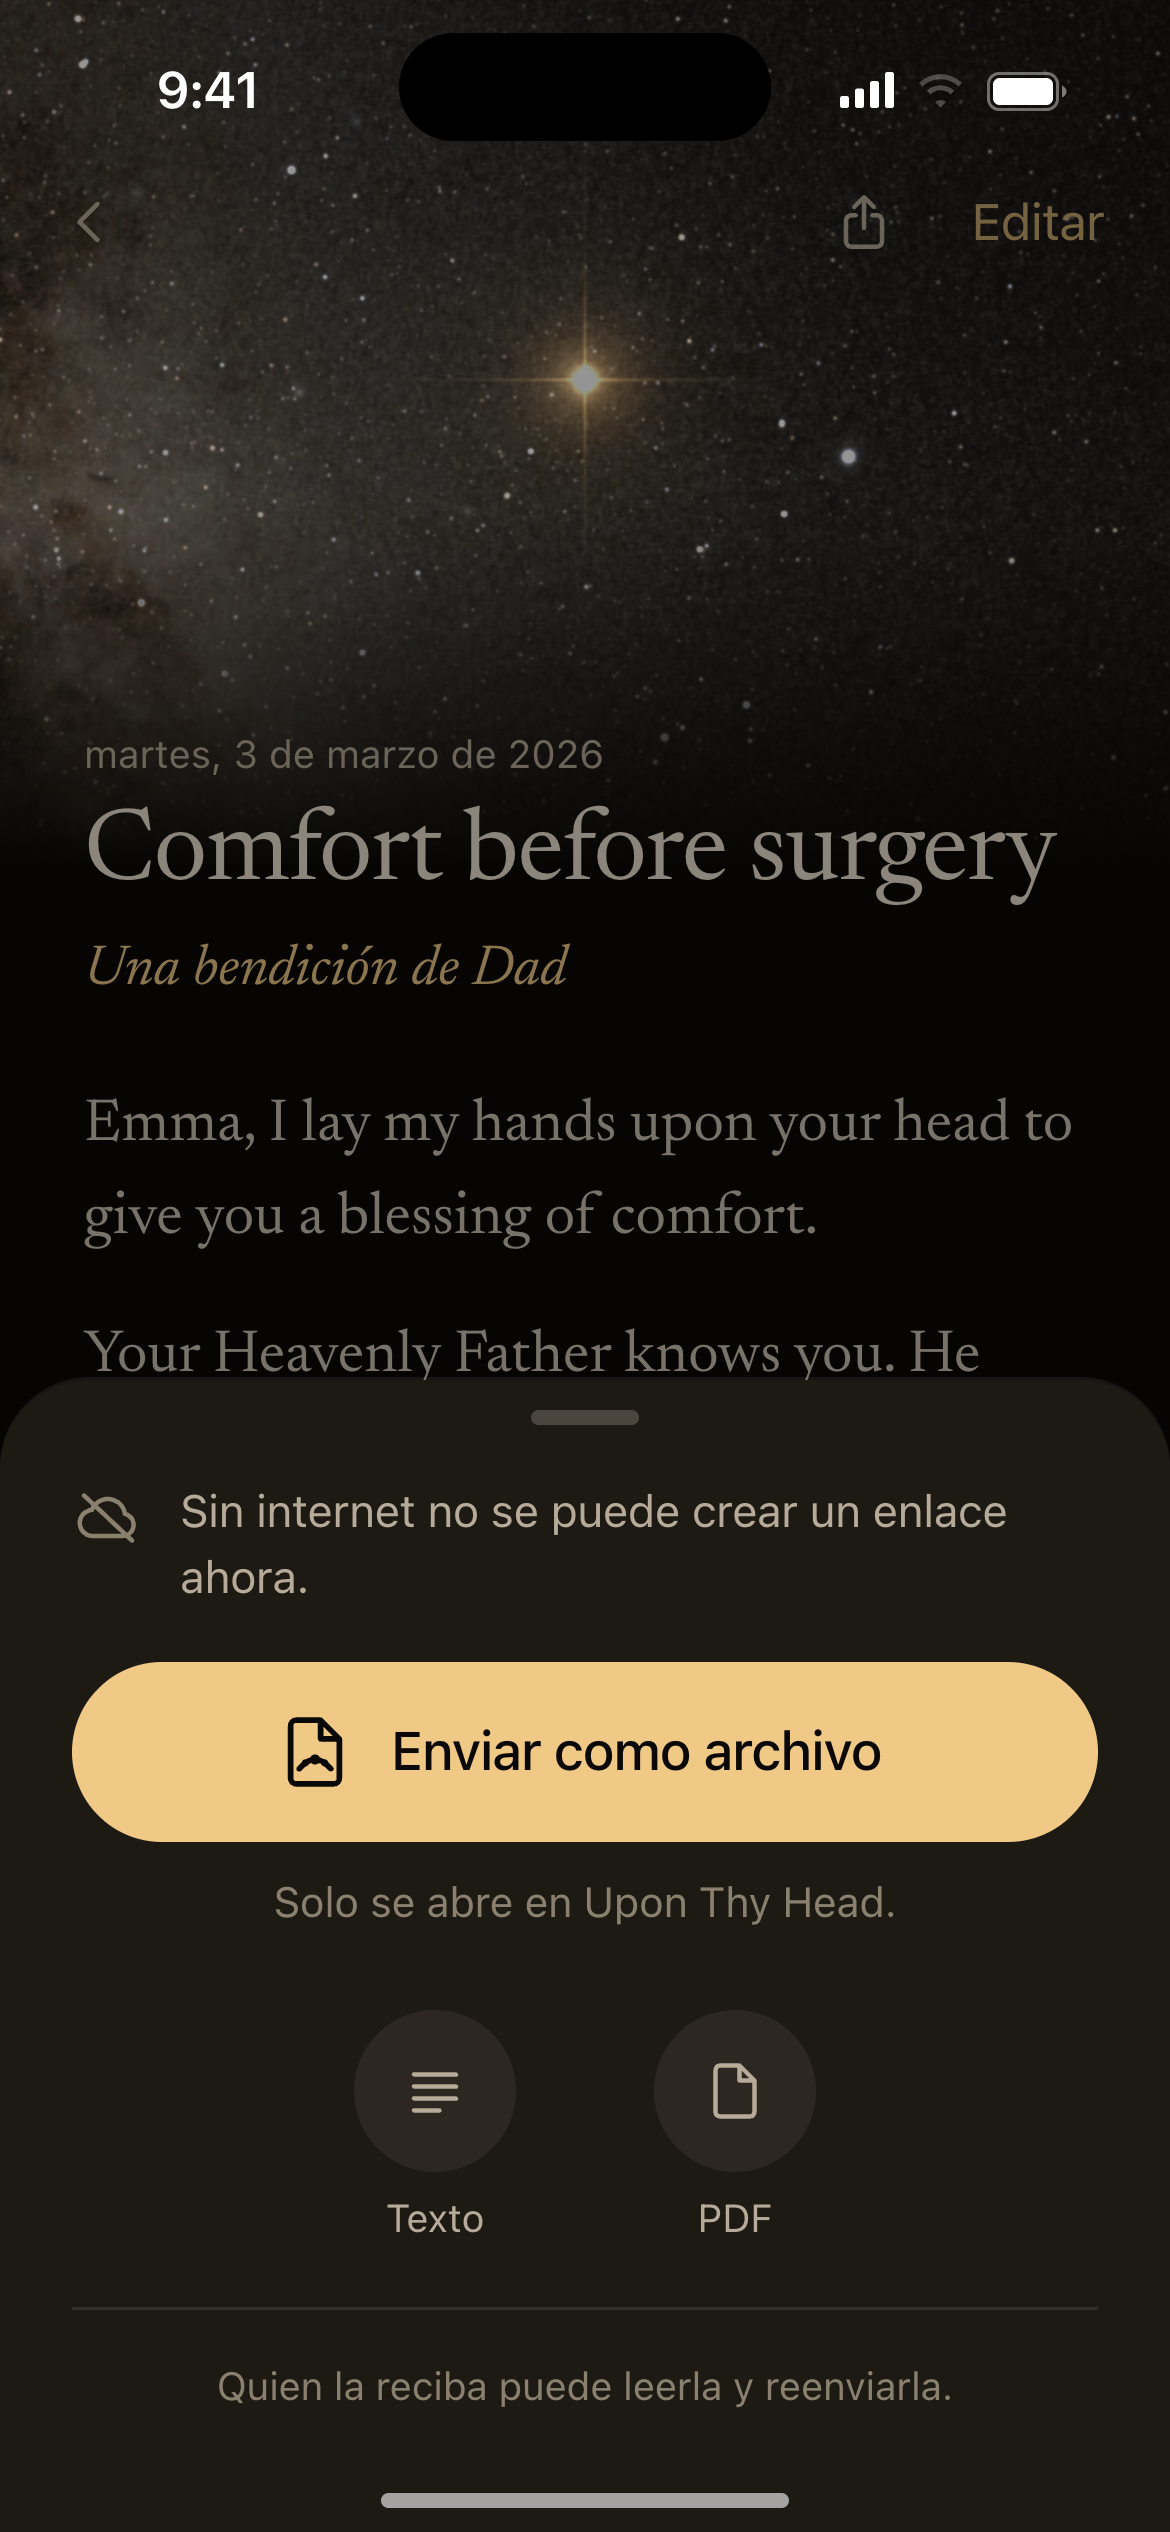 9:41
Editar
martes, 3 de marzo de 2026
Comfort before surgery
Una bendición de Dad
Emma, I lay my hands upon your head to
give you a blessing of comfort.
Your Heavenly Father knows you. He
Sin internet no se puede crear un enlace
ahora.
Enviar como archivo
Solo se abre en Upon Thy Head.
Texto
PDF
Quien la reciba puede leerla y reenviarla.